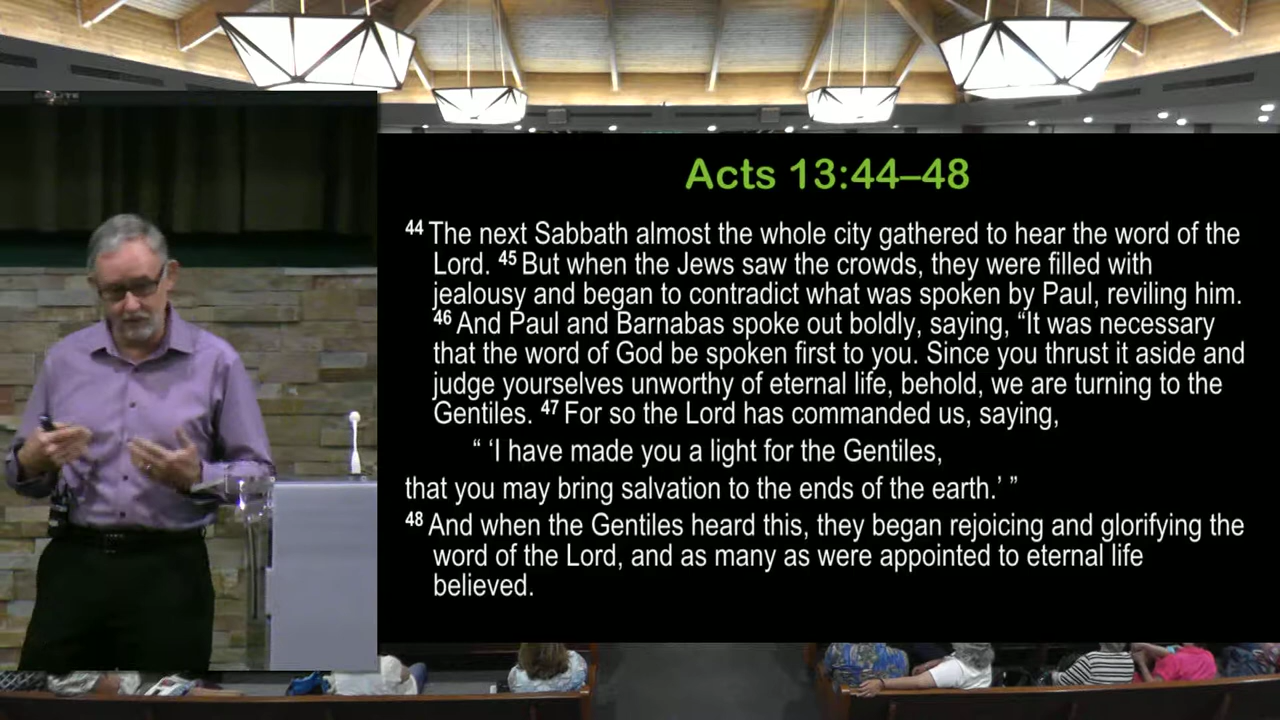 Acts 13:44–48
44 The next Sabbath almost the whole city gathered to hear the word of the
Lord. 45 But when the Jews saw the crowds, they were filled with
jealousy and began to contradict what was spoken by Paul, reviling him.
46 And Paul and Barnabas spoke out boldly, saying, “It was necessary
that the word of God be spoken first to you. Since you thrust it aside and
judge yourselves unworthy of eternal life, behold, we are turning to the
Gentiles. 47 For so the Lord has commanded us, saying,
“ ‘I have made you a light for the Gentiles,
that you may bring salvation to the ends of the earth.’ ”
48 And when the Gentiles heard this, they began rejoicing and glorifying the
word of the Lord, and as many as were appointed to eternal life
believed.